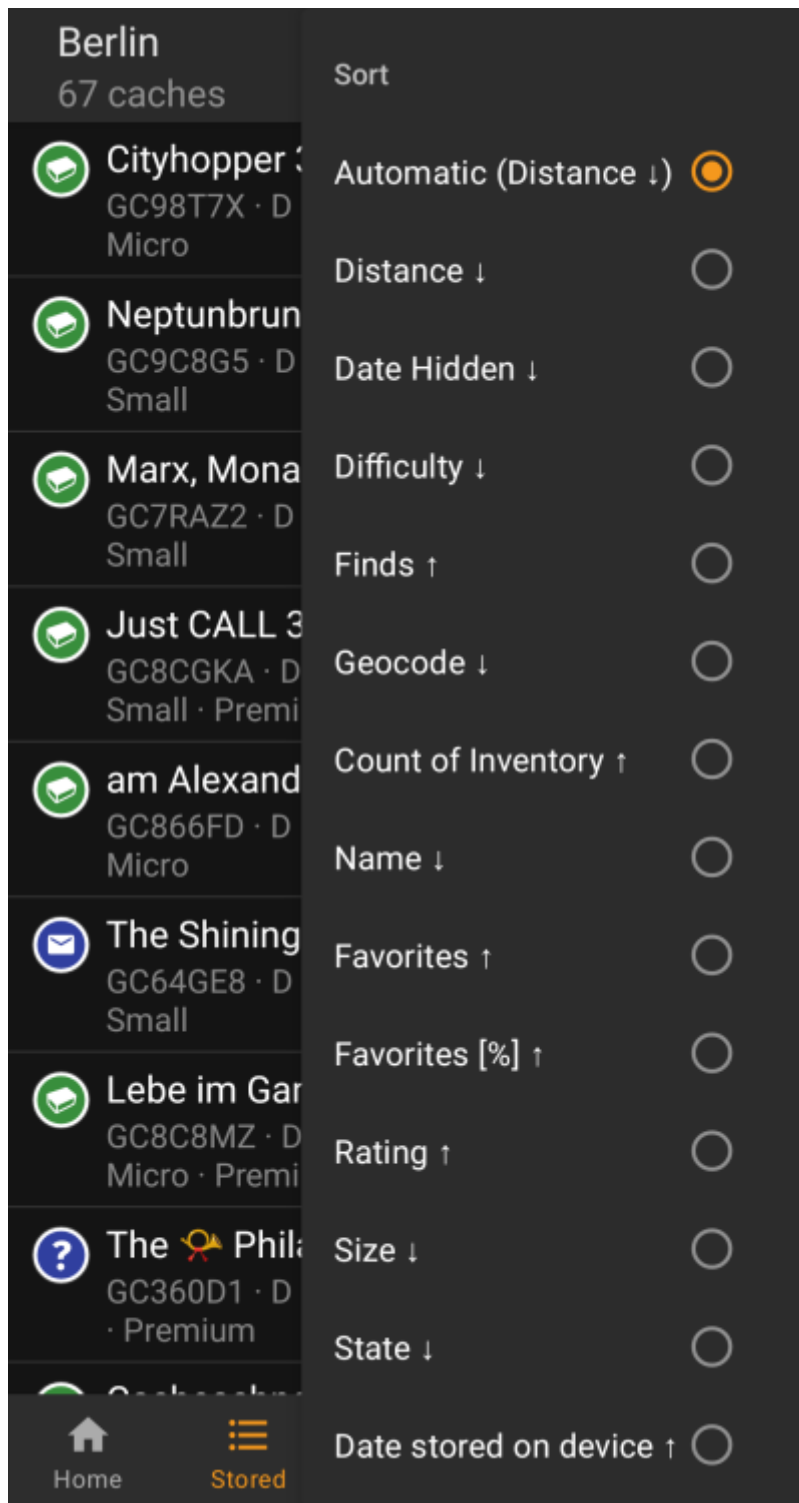 Berlin
67 caches
Cityhopper
GC98T7X · D
Micro
Neptunbrun
GC9C8G5 · D
Small
Marx, Mona
GC7RAZ2 · D
Small
Just CALL 3
GC8CGKA · D
Small · Premi
am Alexand
GC866FD · D
Micro
The Shining
GC64GE8 · D
Small
Lebe im Gar
GC8C8MZ · D
Micro · Premi
The 📯 Phila
GC360D1 · D
· Premium
Home
Stored
Sort
Automatic (Distance ↓)
Distance ↓
Date Hidden ↓
Difficulty ↓
Finds ↑
Geocode ↓
Count of Inventory ↑
Name ↓
Favorites ↑
Favorites [%] ↑
Rating ↑
Size ↓
State ↓
Date stored on device ↑